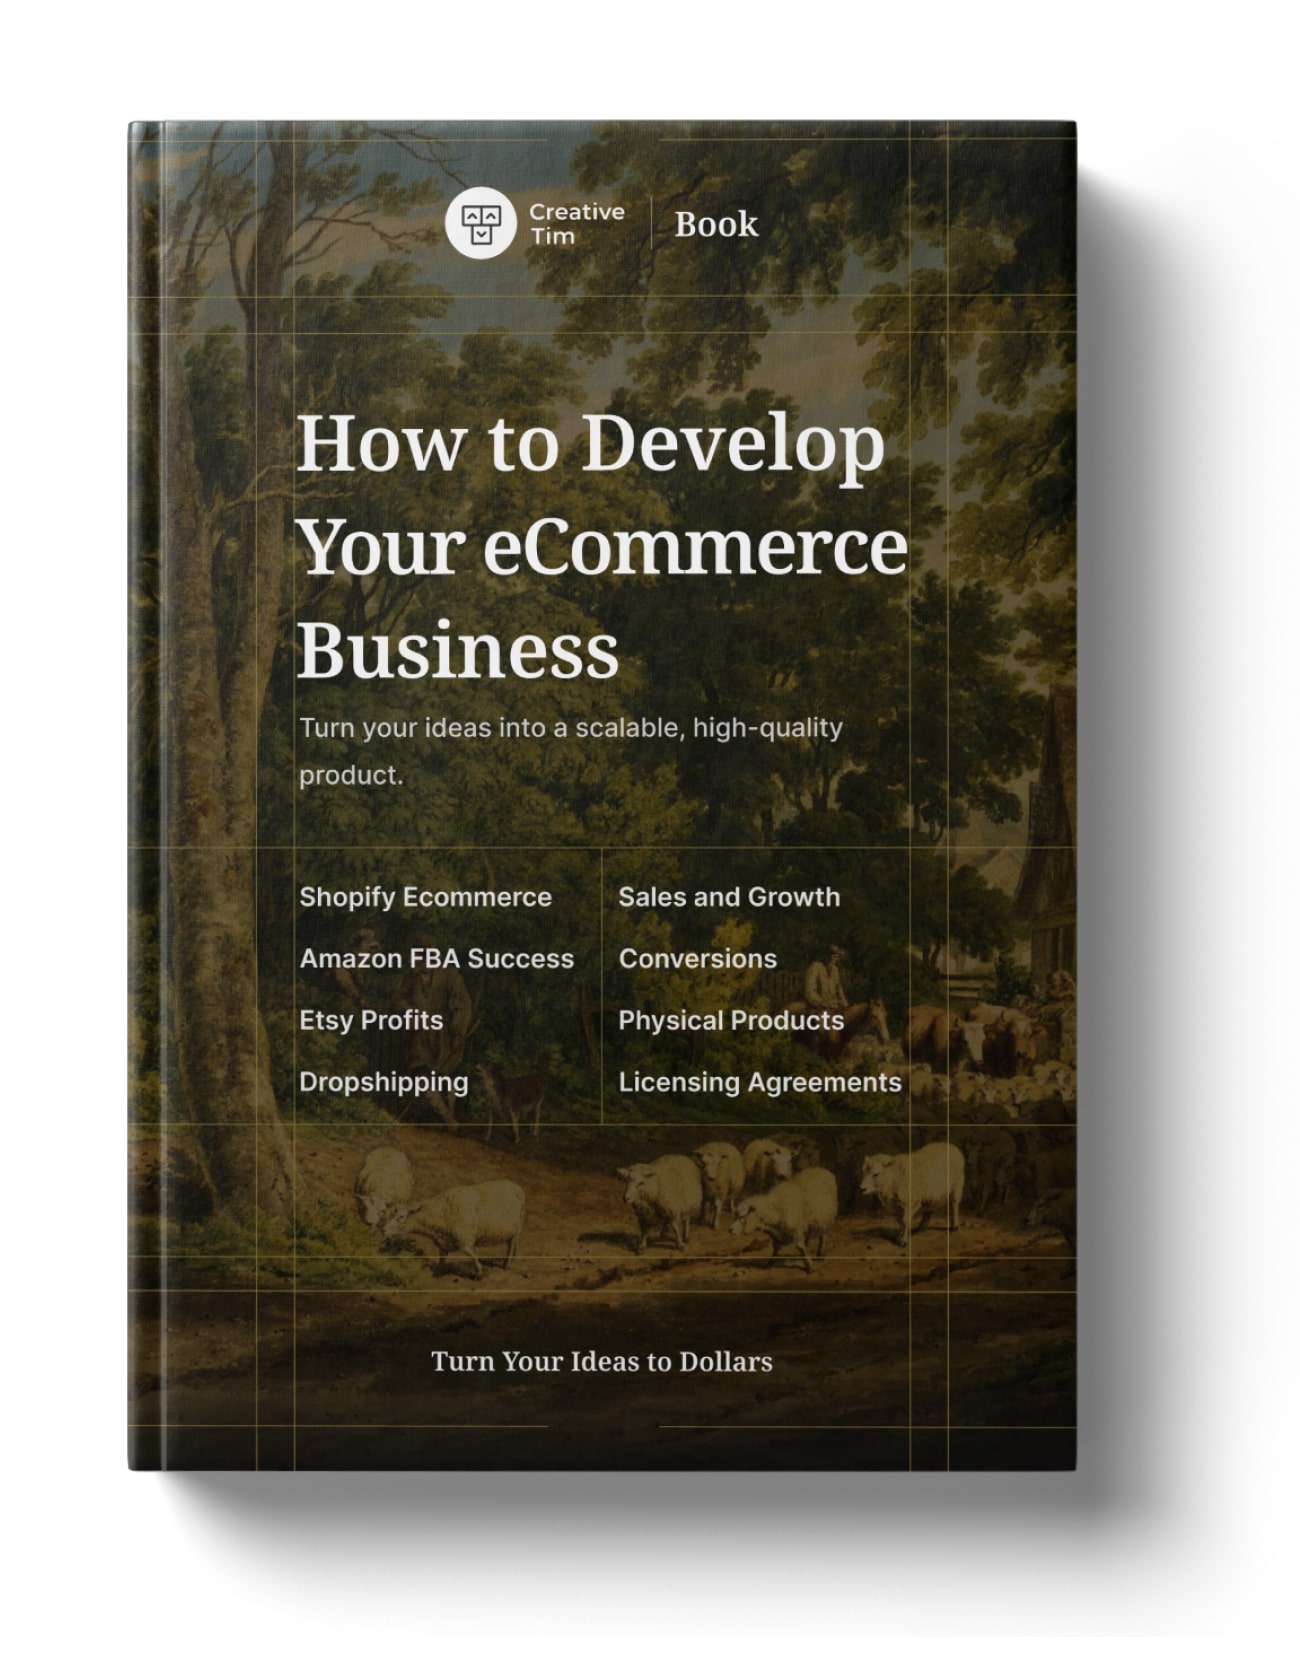 Creative
Tim
Book
How to Develop
Your eCommerce
Business
Turn your ideas into a scalable, high-quality
product.
Shopify Ecommerce
Amazon FBA Success
Etsy Profits
Dropshipping
Sales and Growth
Conversions
Physical Products
Licensing Agreements
Turn Your Ideas to Dollars